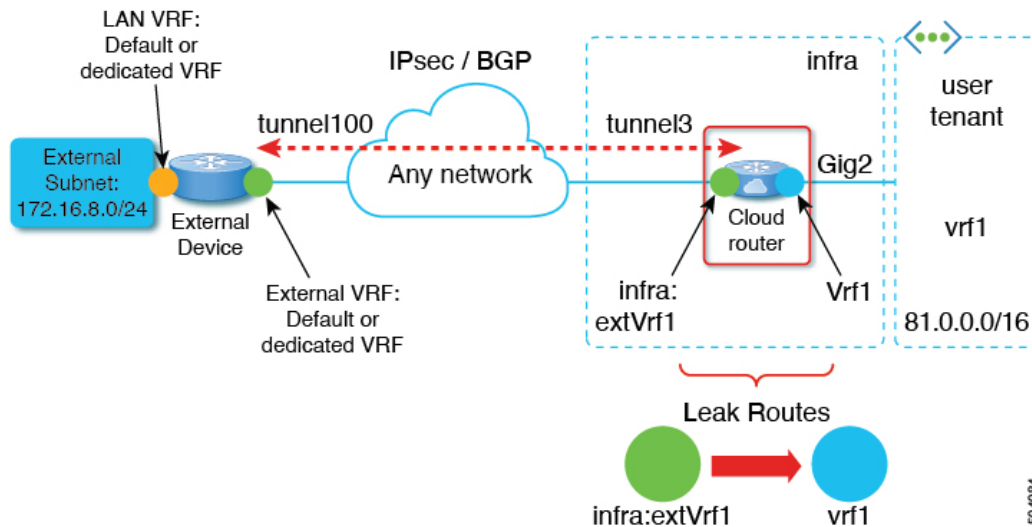 LAN VRF:
Default or
dedicated VRF
IPsec / BGP
infra
user
tenant
tunnel100
tunnel3
External
Subnet:
172.16.8.0/24
Any network
Gig2
External
Device
Cloud
router
vrf1
External VRF:
Default or
dedicated VRF
infra:
extVrf1
Vrf1
81.0.0.0/16
Leak Routes
infra:extVrf1
vrf1